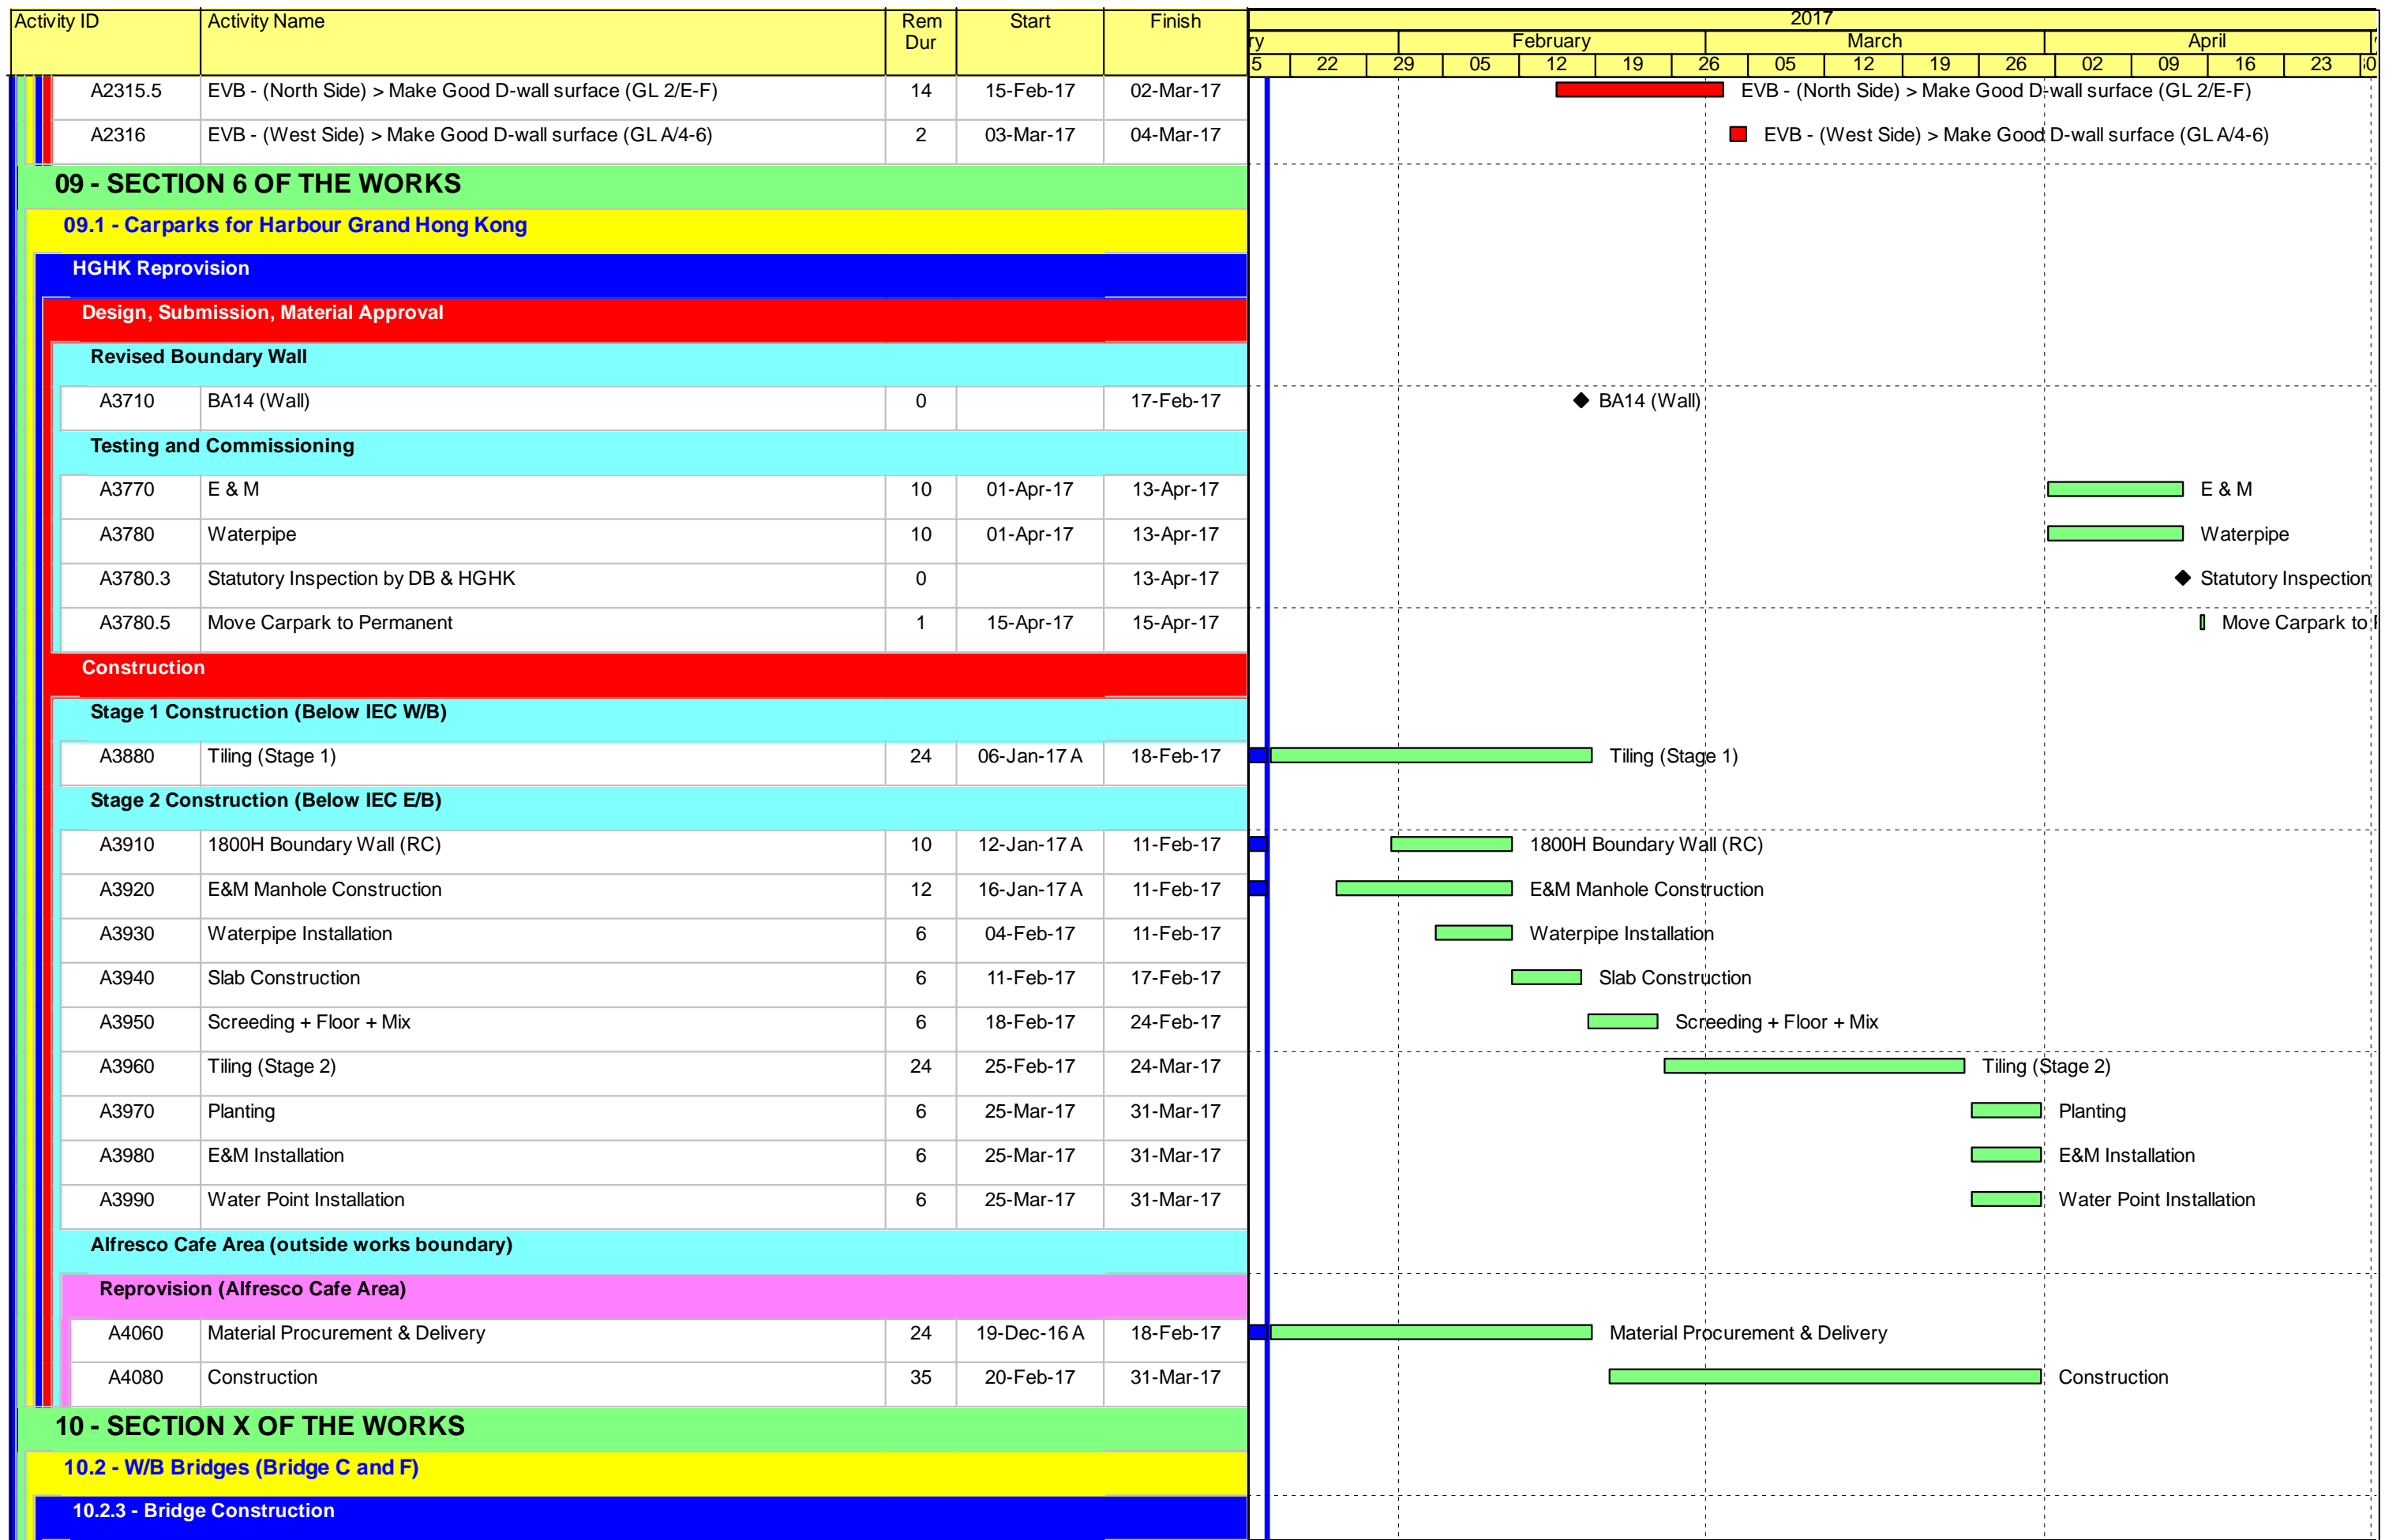 Activity ID Activity Name Rem Dur Start Finish 2017
February March April
22 29 05 12 19 26 05 12 19 26 02 09 16 23
A2315.5 EVB - (North Side) > Make Good D-wall surface (GL 2/E-F) 14 15-Feb-17 02-Mar-17 EVB - (North Side) > Make Good D-wall surface (GL 2/E-F)
A2316 EVB - (West Side) > Make Good D-wall surface (GL A/4-6) 2 03-Mar-17 04-Mar-17 EVB - (West Side) > Make Good D-wall surface (GL A/4-6)
09 - SECTION 6 OF THE WORKS
09.1 - Carparks for Harbour Grand Hong Kong
HGHK Reprovision
Design, Submission, Material Approval
Revised Boundary Wall
A3710 BA14 (Wall) 0 17-Feb-17 BA14 (Wall)
Testing and Commissioning
A3770 E & M 10 01-Apr-17 13-Apr-17 E & M
A3780 Waterpipe 10 01-Apr-17 13-Apr-17 Waterpipe
A3780.3 Statutory Inspection by DB & HGHK 0 13-Apr-17 Statutory Inspection
A3780.5 Move Carpark to Permanent 1 15-Apr-17 15-Apr-17 Move Carpark to
Construction
Stage 1 Construction (Below IEC W/B)
A3880 Tiling (Stage 1) 24 06-Jan-17 A 18-Feb-17 Tiling (Stage 1)
Stage 2 Construction (Below IEC E/B)
A3910 1800H Boundary Wall (RC) 10 12-Jan-17 A 11-Feb-17 1800H Boundary Wall (RC)
A3920 E&M Manhole Construction 12 16-Jan-17 A 11-Feb-17 E&M Manhole Construction
A3930 Waterpipe Installation 6 04-Feb-17 11-Feb-17 Waterpipe Installation
A3940 Slab Construction 6 11-Feb-17 17-Feb-17 Slab Construction
A3950 Screeding + Floor + Mix 6 18-Feb-17 24-Feb-17 Screeding + Floor + Mix
A3960 Tiling (Stage 2) 24 25-Feb-17 24-Mar-17 Tiling (Stage 2)
A3970 Planting 6 25-Mar-17 31-Mar-17 Planting
A3980 E&M Installation 6 25-Mar-17 31-Mar-17 E&M Installation
A3990 Water Point Installation 6 25-Mar-17 31-Mar-17 Water Point Installation
Alfresco Cafe Area (outside works boundary)
Reprovision (Alfresco Cafe Area)
A4060 Material Procurement & Delivery 24 19-Dec-16 A 18-Feb-17 Material Procurement & Delivery
A4080 Construction 35 20-Feb-17 31-Mar-17 Construction
10 - SECTION X OF THE WORKS
10.2 - W/B Bridges (Bridge C and F)
10.2.3 - Bridge Construction